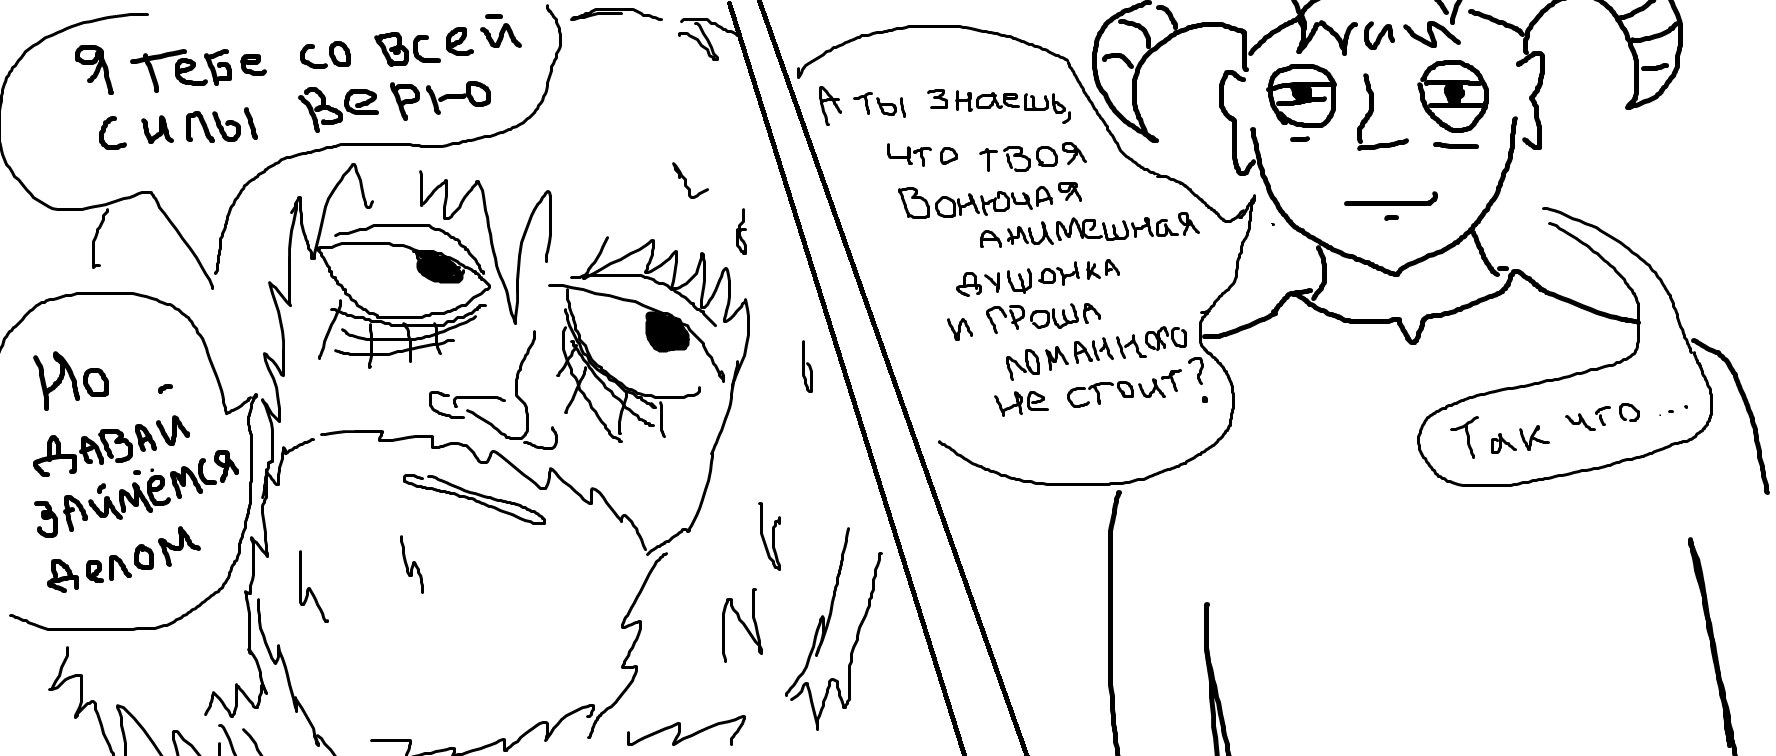 Я ТЕБЕ СО ВСЕЙ
СИЛЫ ВЕРЮ
НО
ДАВАЙ
ЗАЙМЁМСЯ
ДЕЛОМ
А ТЫ ЗНАЕШЬ,
ЧТО ТВОЯ
ВОНЮЧАЯ
АНИМЕШНАЯ
ДУШОНКА
И ГРОША
ЛОМАННОГО
НЕ СТОИТ?
ТАК ЧТО...